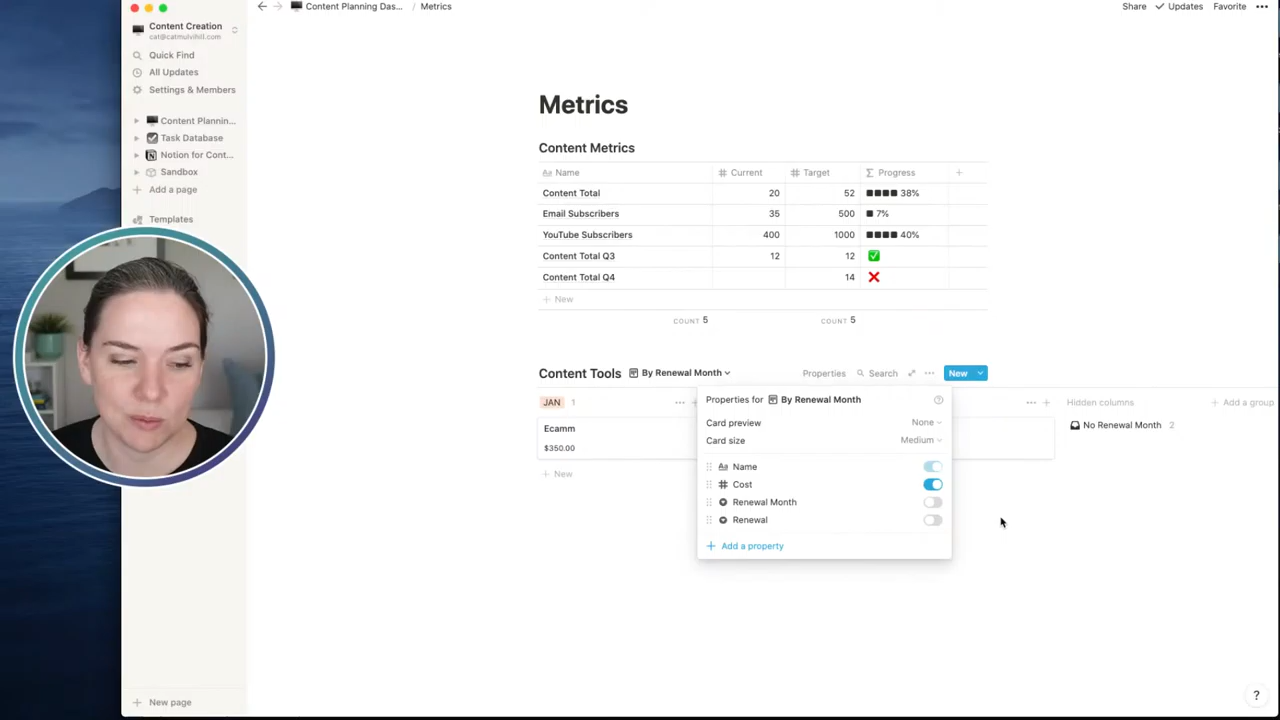 Content Planning Das... / Metrics
Share Updates Favorite
Content Creation
cat@catmulvihill.com
Quick Find
All Updates
Settings & Members
Content Plannin...
Task Database
Notion for Cont...
Sandbox
Add a page
Templates
New page
Metrics
Content Metrics
Name Current Target Progress
Content Total 20 52 38%
Email Subscribers 35 500 7%
YouTube Subscribers 400 1000 40%
Content Total Q3 12 12
Content Total Q4 14
New
COUNT 5 COUNT 5
Content Tools By Renewal Month Properties Search New
JAN 1
Hidden columns Add a group
Ecamm
$350.00
New
No Renewal Month 2
Properties for By Renewal Month
Card preview None
Card size Medium
Name
Cost
Renewal Month
Renewal
Add a property
?